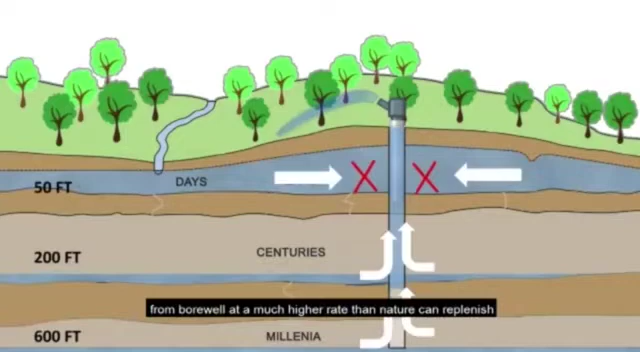 50 FT
DAYS
200 FT
CENTURIES
from borewell at a much higher rate than nature can replenish
600 FT
MILLENIA